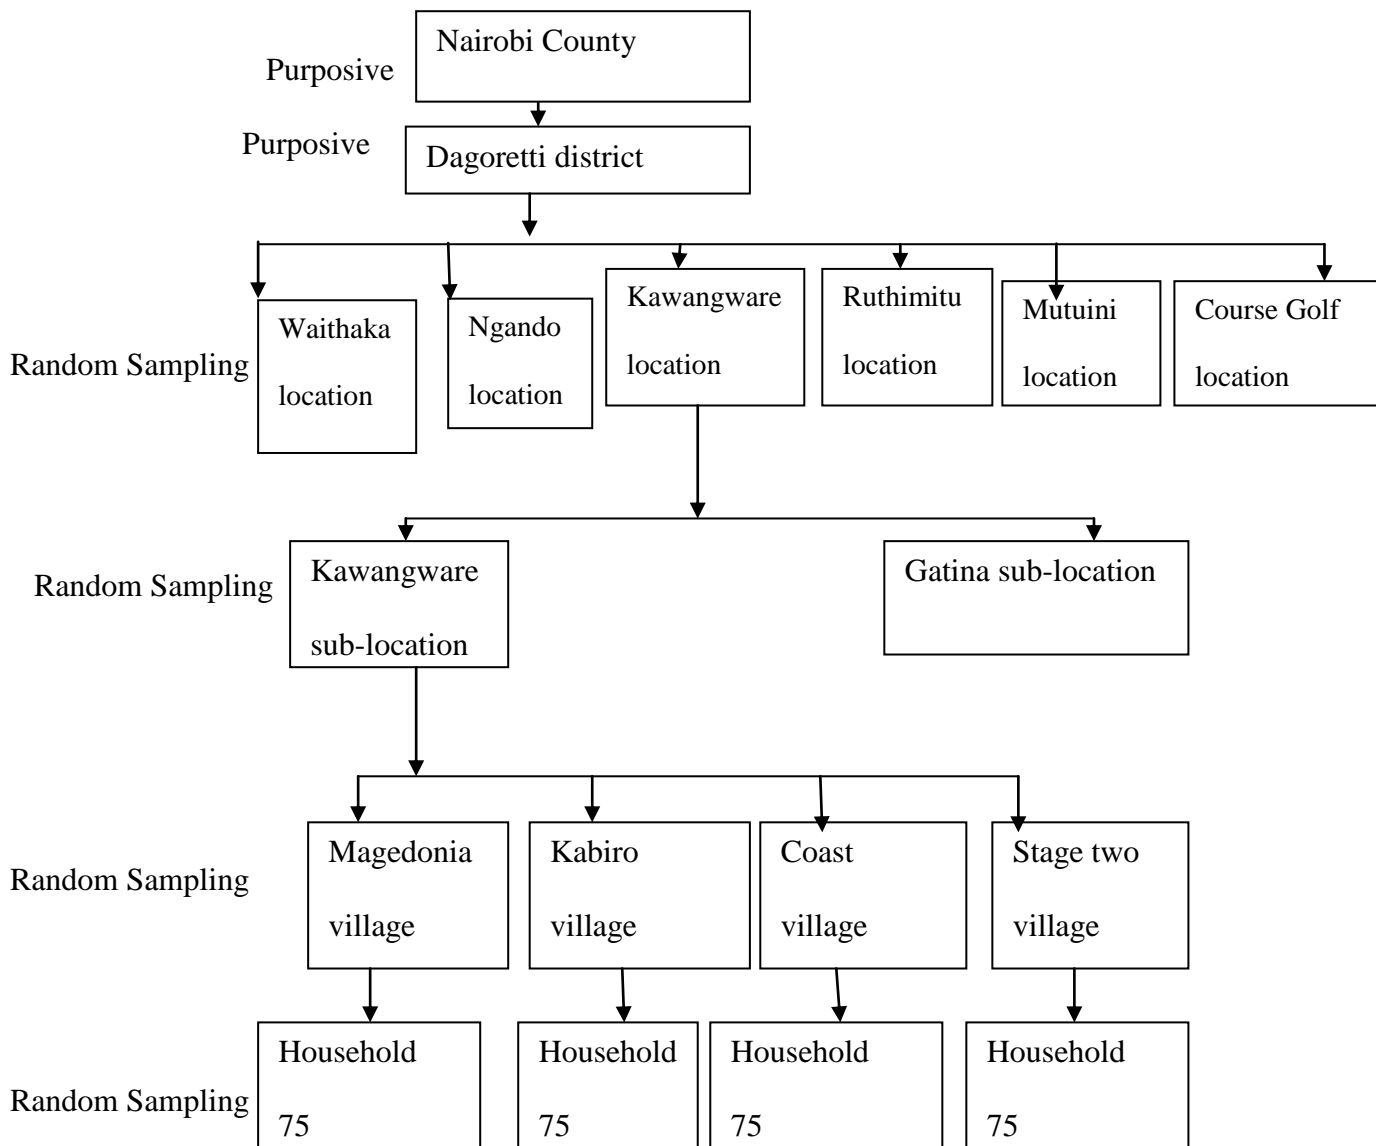 Nairobi County
Purposive
Purposive
Dagoretti district
Random Sampling
Waithaka
location
Ngando
location
Kawangware
location
Ruthimitu
location
Mutuini
location
Course Golf
location
Random Sampling
Kawangware
sub-location
Gatina sub-location
Random Sampling
Magedonia
village
Kabiro
village
Coast
village
Stage two
village
Random Sampling
Household
75
Household
75
Household
75
Household
75